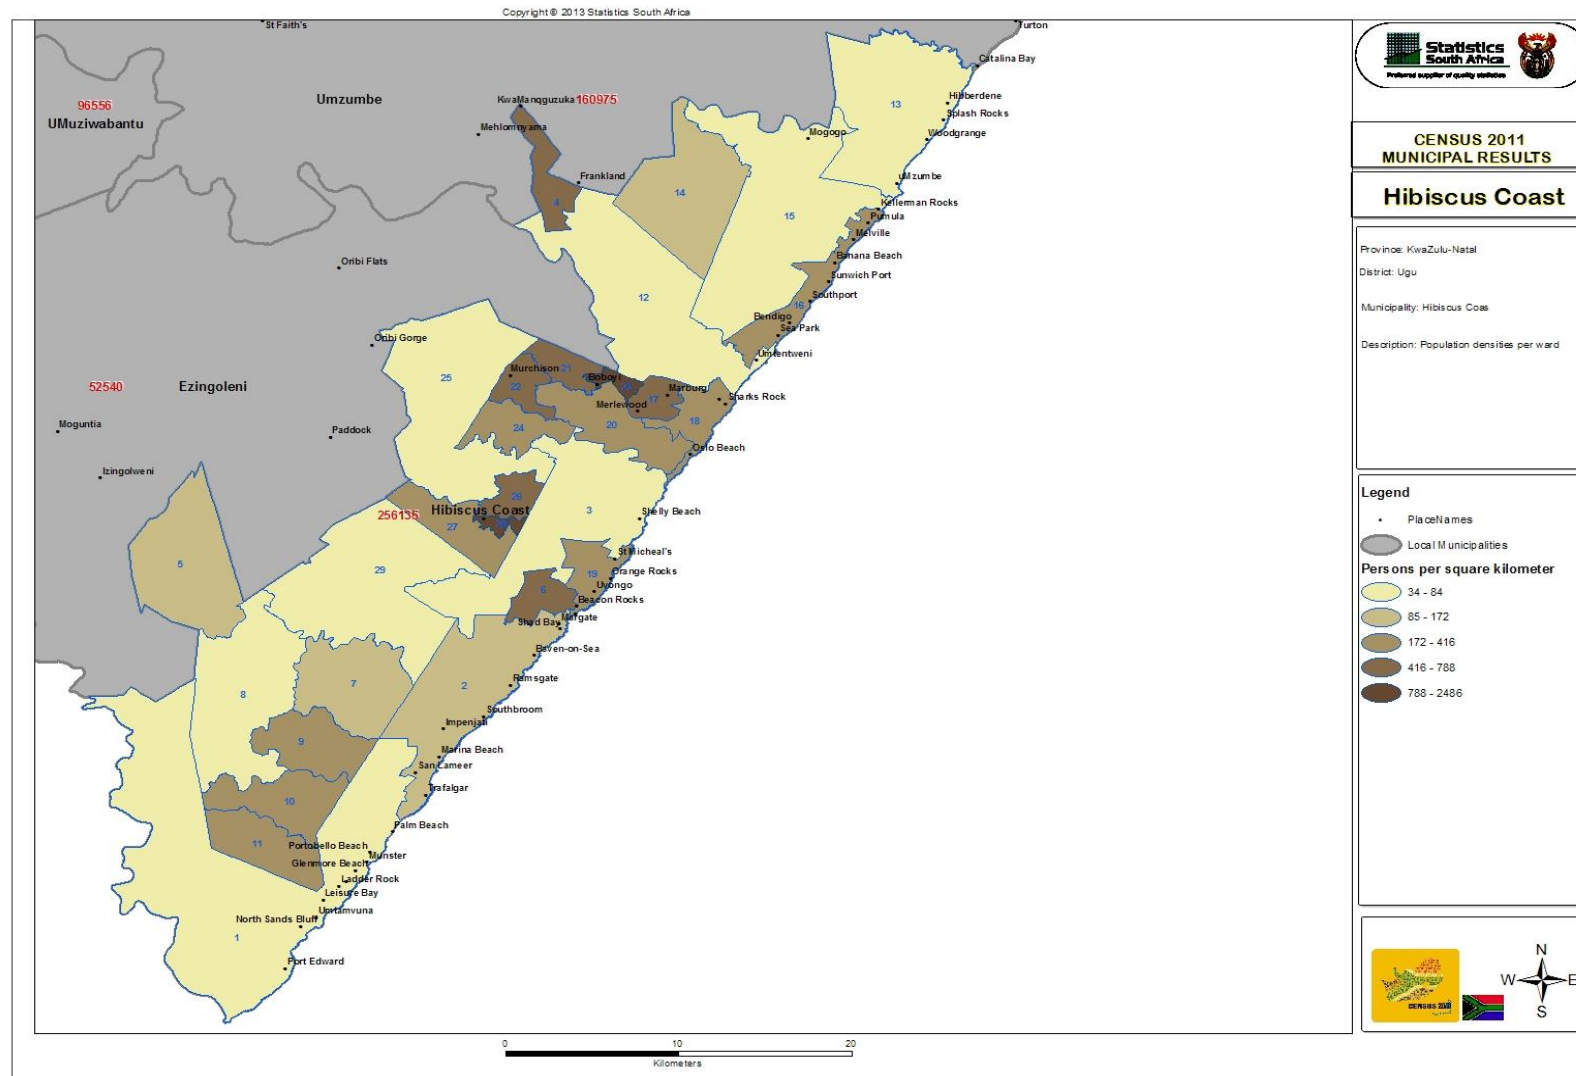 Copyright © 2013 Statistics South Africa
St Faith's
Turton
Catalina Bay
96556
UMuziwabantu
Umzumbe
KwaManqguzuka
160975
Mehlomnyama
Hibberdene
13
Splash Rocks
Mogogo
Woodgrange
Frankland
uMzumbe
14
4
Kellerman Rocks
15
Pumula
Melville
Oribi Flats
Banana Beach
Sunwich Port
12
Southport
16
Bendigo
Sea Park
Oribi Gorge
Umtentweni
Murchison
21
25
Boboyi
52540
Ezingoleni
22
Marburg
17
Sharks Rock
Merlewood
18
Moguntia
Paddock
24
20
Oslo Beach
Izingolweni
26
Hibiscus Coast
256135
3
Shelly Beach
27
St Micheal's
5
29
19
Orange Rocks
6
Uvongo
Beacon Rocks
Margate
Shad Bay
Baven-on-Sea
7
2
Ramsgate
8
Southbroom
Impenjati
9
Marina Beach
San Lameer
Trafalgar
10
Palm Beach
11
Portobello Beach
Munster
Glenmore Beach
Ladder Rock
Leisure Bay
Umtamvuna
North Sands Bluff
1
Port Edward
0
10
20
Kilometers
Statistics
South Africa
Preferred supplier of quality statistics
CENSUS 2011
MUNICIPAL RESULTS
Hibiscus Coast
Province: KwaZulu-Natal
District: Ugu
Municipality: Hibiscus Coas
Description: Population densities per ward
Legend
PlaceNames
Local Municipalities
Persons per square kilometer
34 - 84
85 - 172
172 - 416
416 - 788
788 - 2486
N
W
E
S